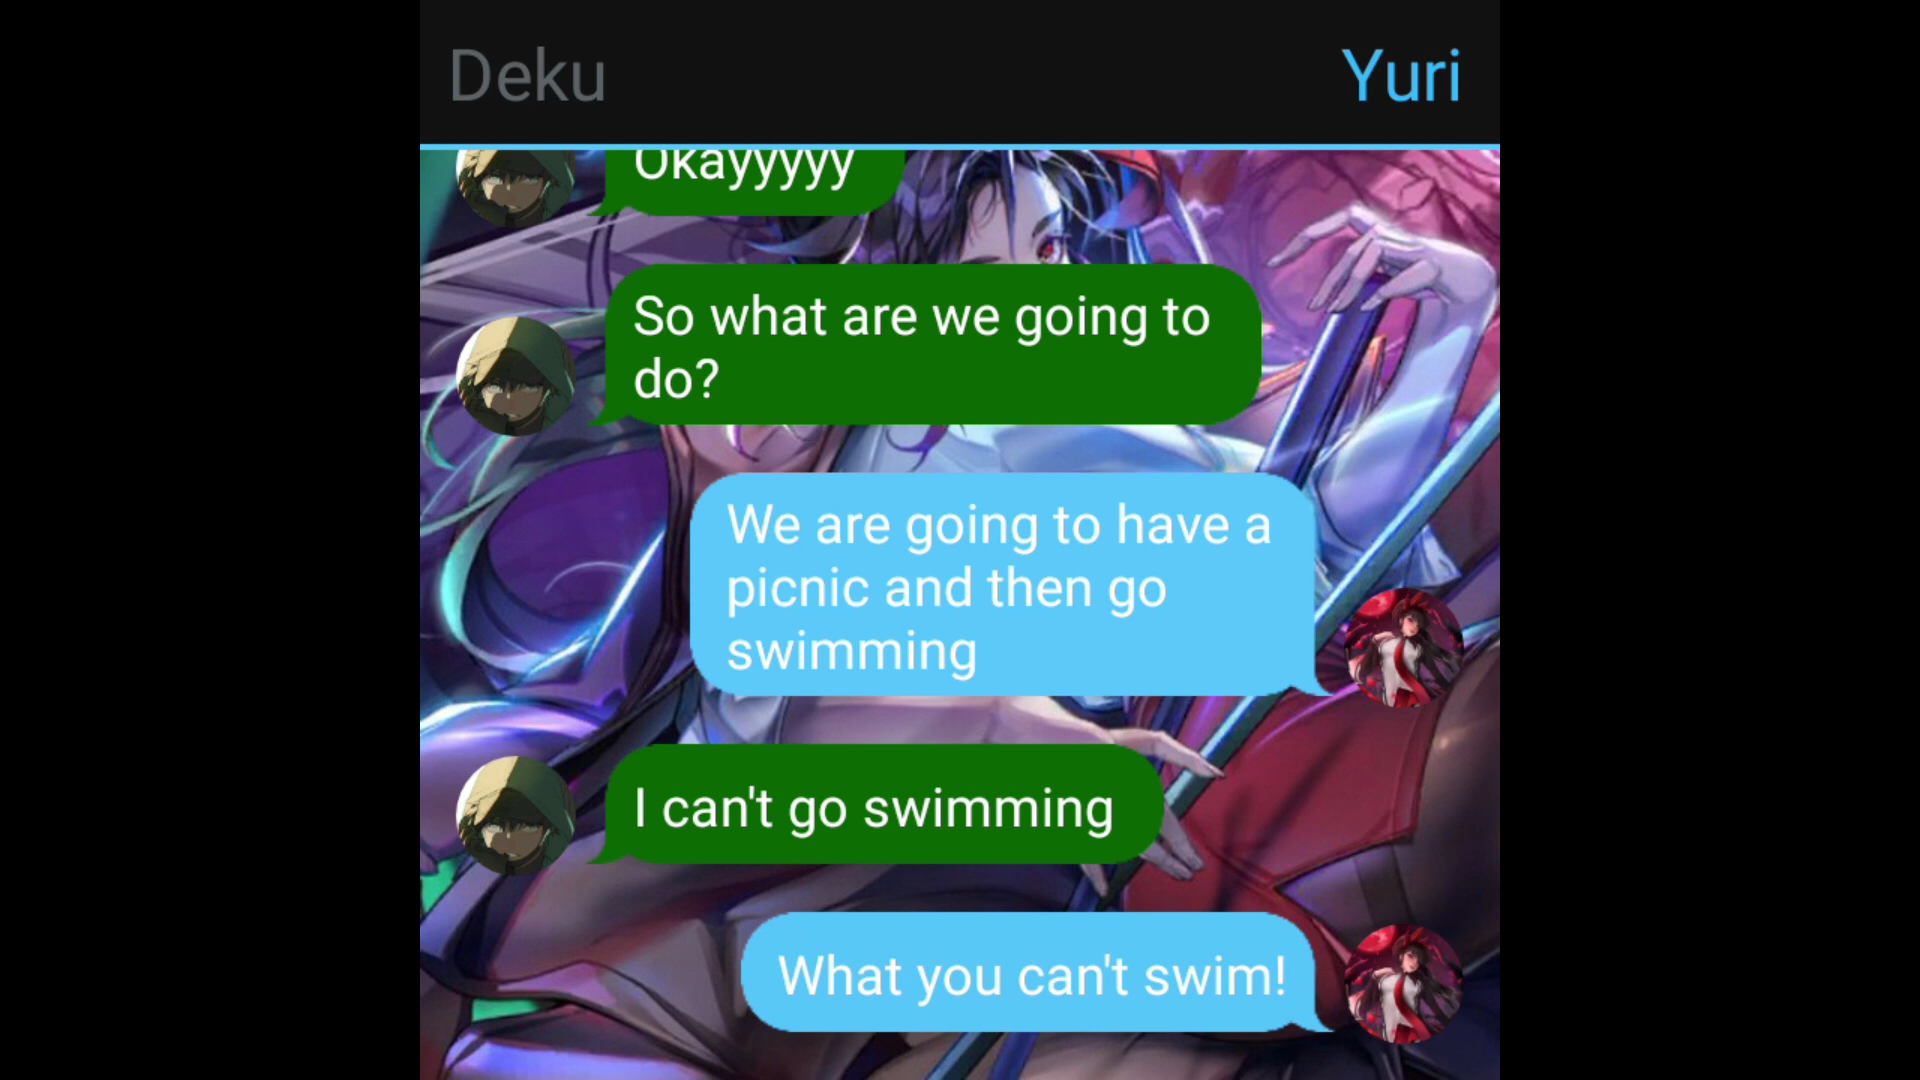 Deku
Yuri
Okayyyyy
So what are we going to
do?
We are going to have a
picnic and then go
swimming
I can't go swimming
What you can't swim!